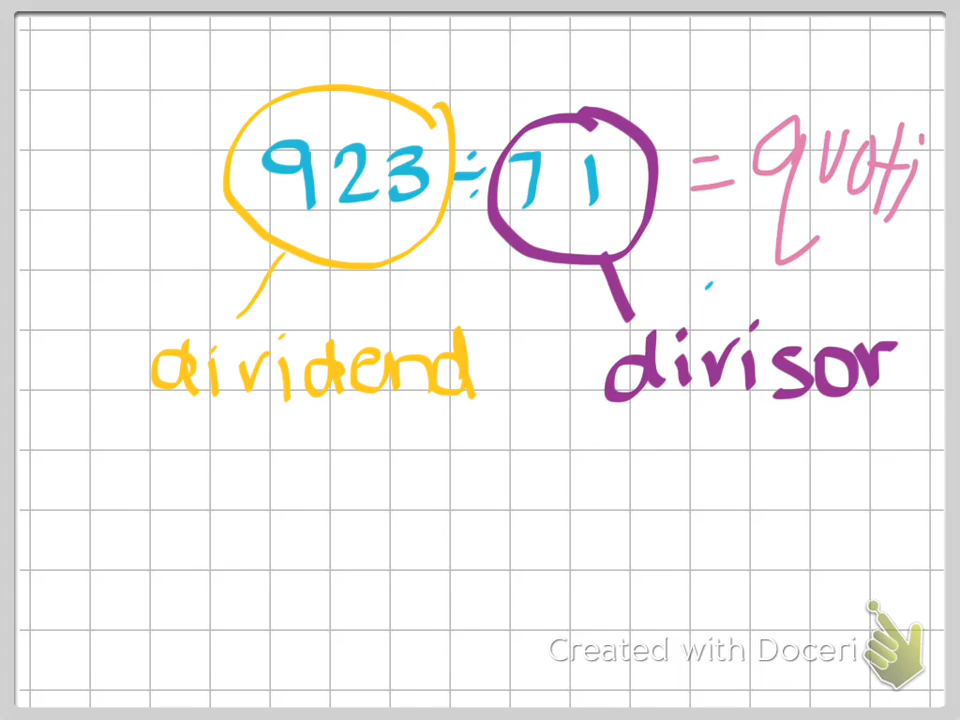 923 ÷ 71 = quoti
dividend divisor
Created with Doceri